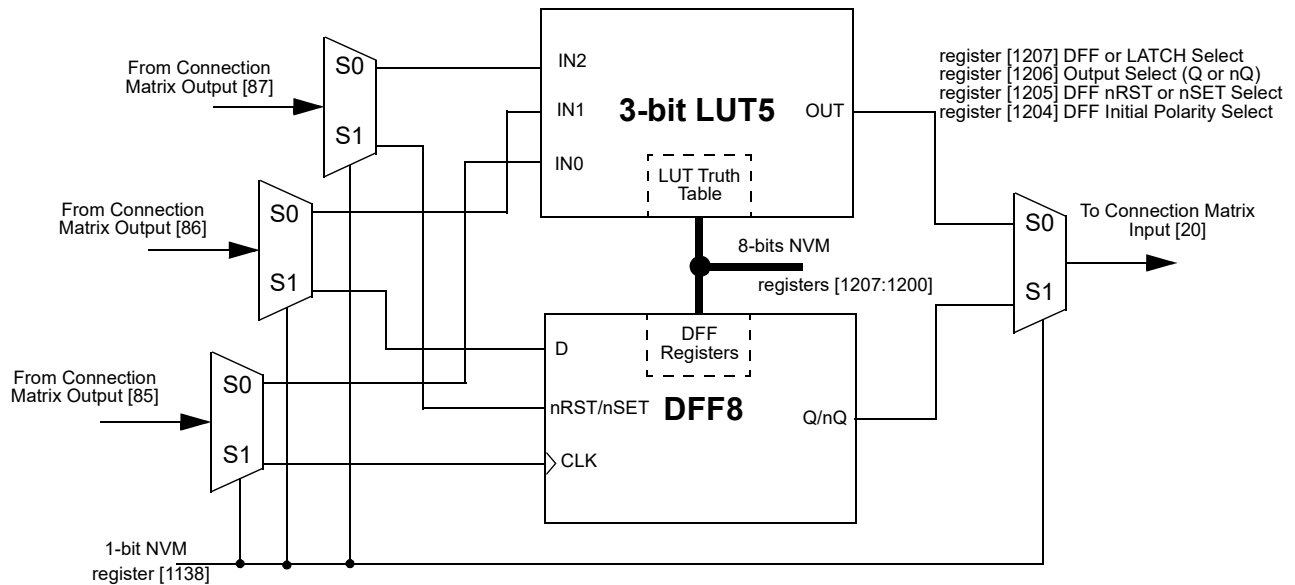 From Connection
Matrix Output [87]
S0
S1
IN2
IN1
IN0
3-bit LUT5
OUT
LUT Truth
Table
register [1207] DFF or LATCH Select
register [1206] Output Select (Q or nQ)
register [1205] DFF nRST or nSET Select
register [1204] DFF Initial Polarity Select
From Connection
Matrix Output [86]
S0
S1
8-bits NVM
registers [1207:1200]
S0
S1
To Connection Matrix
Input [20]
From Connection
Matrix Output [85]
S0
S1
D
nRST/nSET
CLK
DFF
Registers
DFF8
Q/nQ
1-bit NVM
register [1138]